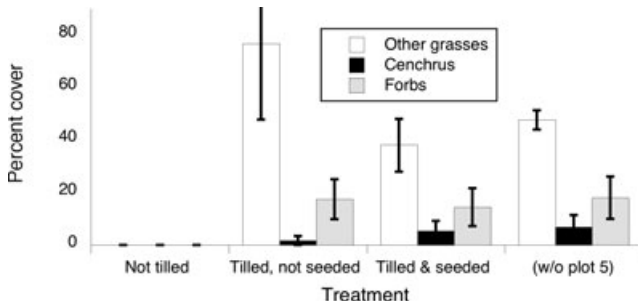 80
60
40
20
0
Percent cover
Other grasses
Cenchrus
Forbs
Not tilled
Tilled, not seeded
Tilled & seeded
(w/o plot 5)
Treatment